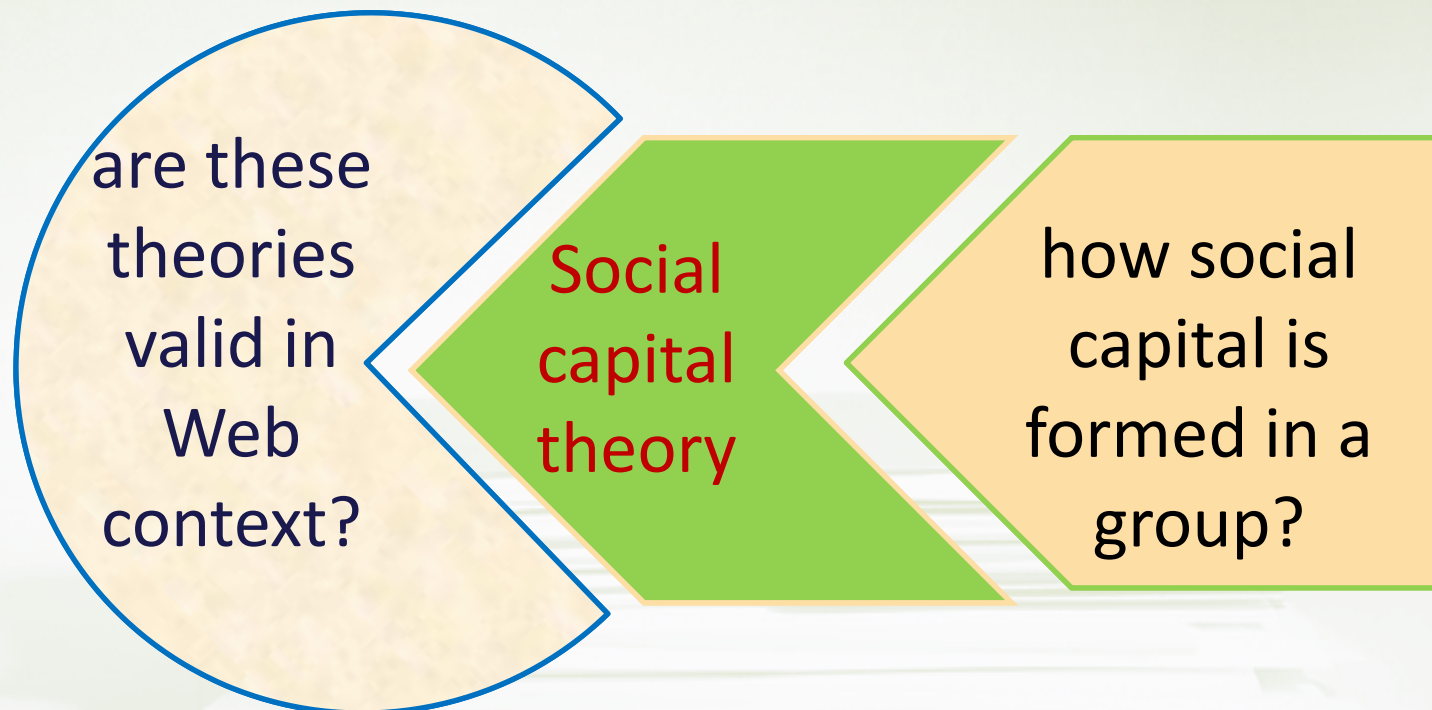 are these
theories
valid in
Web
context?
Social
capital
theory
how social
capital is
formed in a
group?